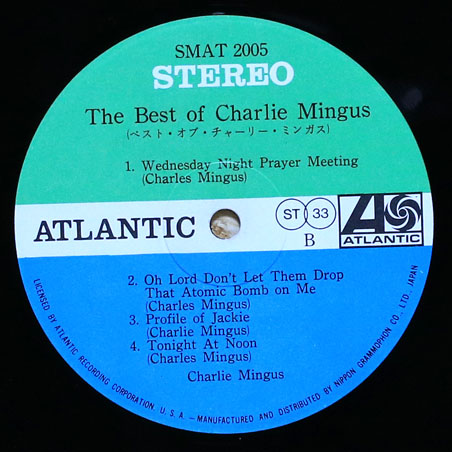 SMAT 2005
STEREO
The Best of Charlie Mingus
(ベスト・オブ・チャーリー・ミンガス)
1. Wednesday Night Prayer Meeting
(Charles Mingus)
ATLANTIC
ST 33
B
ATLANTIC
2. Oh Lord Don't Let Them Drop
That Atomic Bomb on Me
(Charles Mingus)
3. Profile of Jackie
(Charlie Mingus)
4. Tonight At Noon
(Charles Mingus)
Charlie Mingus
LICENSED BY ATLANTIC RECORDING CORPORATION, U. S. A. — MANUFACTURED AND DISTRIBUTED BY NIPPON GRAMMOPHON CO., LTD., JAPAN